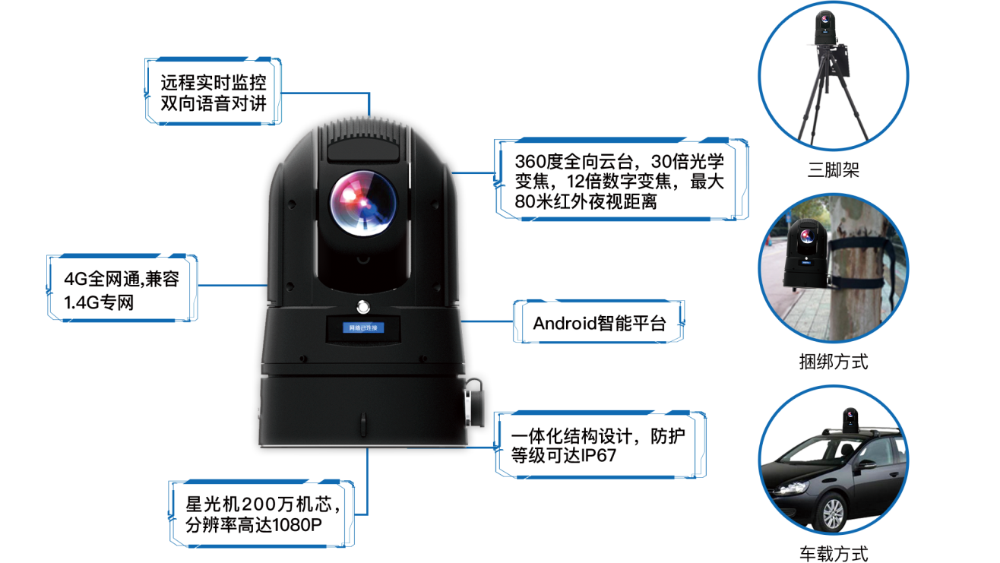 远程实时监控
双向语音对讲
360度全向云台，30倍光学
变焦，12倍数字变焦，最大
80米红外夜视距离
4G全网通,兼容
1.4G专网
Android智能平台
网络已连接
一体化结构设计，防护
等级可达IP67
星光机200万机芯，
分辨率高达1080P
三脚架
捆绑方式
车载方式